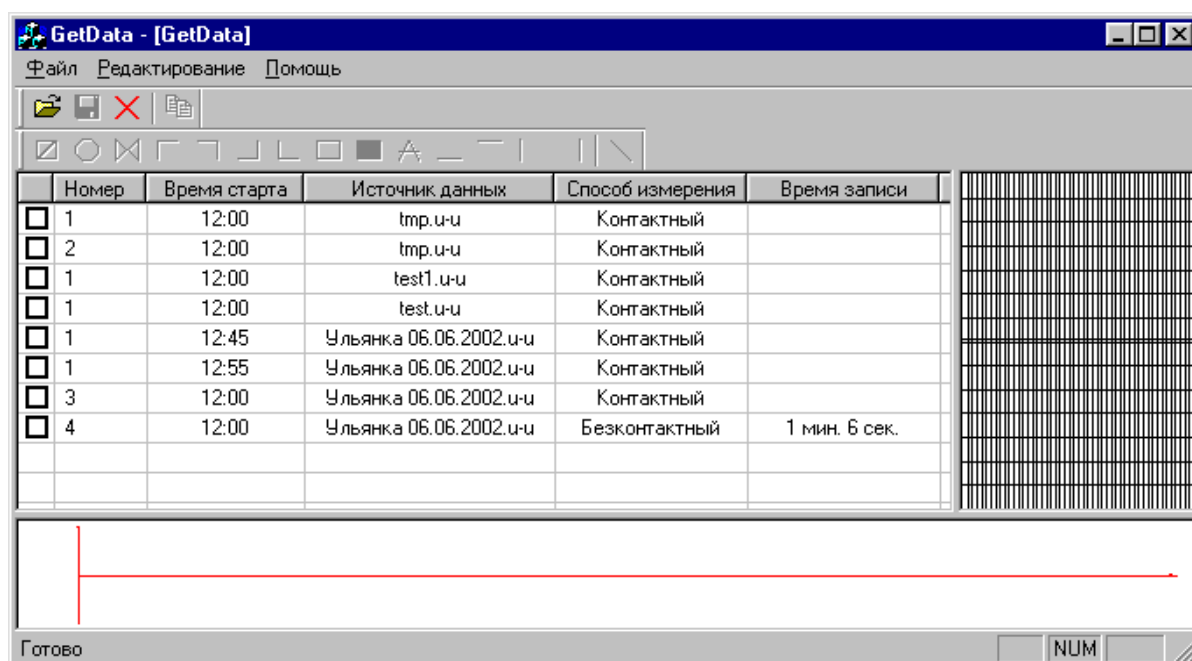 GetData - [GetData]
Файл Редактирование Помощь
Номер Время старта Источник данных Способ измерения Время записи
1 12:00 tmp.u-u Контактный
2 12:00 tmp.u-u Контактный
1 12:00 test1.u-u Контактный
1 12:00 test.u-u Контактный
1 12:45 Ульянка 06.06.2002.u-u Контактный
1 12:55 Ульянка 06.06.2002.u-u Контактный
3 12:00 Ульянка 06.06.2002.u-u Контактный
4 12:00 Ульянка 06.06.2002.u-u Безконтактный 1 мин. 6 сек.
Готово NUM